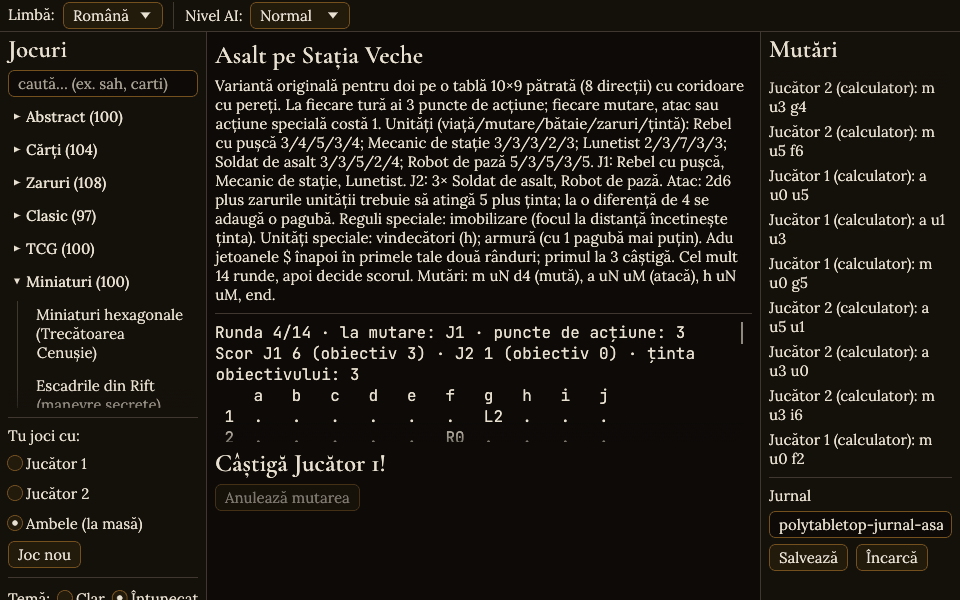 Limbă: Română ▼ Nivel AI: Normal ▼
Jocuri
caută... (ex. sah, carti)
▸ Abstract (100)
▸ Cărți (104)
▸ Zaruri (108)
▸ Clasic (97)
▸ TCG (100)
▾ Miniaturi (100)
Miniaturi hexagonale
(Trecătoarea
Cenușie)
Escadrile din Rift
(manevre secrete)
Tu joci cu:
Jucător 1
Jucător 2
Ambele (la masă)
Joc nou
Temă: Clar Întunecat
Asalt pe Stația Veche
Variantă originală pentru doi pe o tablă 10×9 pătrată (8 direcții) cu coridoare
cu pereți. La fiecare tură ai 3 puncte de acțiune; fiecare mutare, atac sau
acțiune specială costă 1. Unități (viață/mutare/bătaie/zaruri/țintă): Rebel
cu pușcă 3/4/5/3/4; Mecanic de stație 3/3/3/2/3; Lunetist 2/3/7/3/3;
Soldat de asalt 3/3/5/2/4; Robot de pază 5/3/5/3/5. J1: Rebel cu pușcă,
Mecanic de stație, Lunetist. J2: 3× Soldat de asalt, Robot de pază. Atac: 2d6
plus zarurile unității trebuie să atingă 5 plus ținta; la o diferență de 4 se
adaugă o pagubă. Reguli speciale: imobilizare (focul la distanță încetinește
ținta). Unități speciale: vindecători (h); armură (cu 1 pagubă mai puțin). Adu
jetoanele $ înapoi în primele tale două rânduri; primul la 3 câștigă. Cel mult
14 runde, apoi decide scorul. Mutări: m uN d4 (mută), a uN uM (atacă), h uN
uM, end.
Runda 4/14 · la mutare: J1 · puncte de acțiune: 3
Scor J1 6 (obiectiv 3) · J2 1 (obiectiv 0) · ținta
obiectivului: 3
a b c d e f g h i j
1 . . . . . . L2 . . .
2 . . . . . R0 . . . .
Câștigă Jucător 1!
Anulează mutarea
Mutări
Jucător 2 (calculator): m
u3 g4
Jucător 2 (calculator): m
u5 f6
Jucător 1 (calculator): a
u0 u5
Jucător 1 (calculator): a u1
u3
Jucător 1 (calculator): m
u0 g5
Jucător 2 (calculator): a
u5 u1
Jucător 2 (calculator): a
u3 u0
Jucător 2 (calculator): m
u3 i6
Jucător 1 (calculator): m
u0 f2
Jurnal
polytabletop-jurnal-asa
Salvează Încarcă